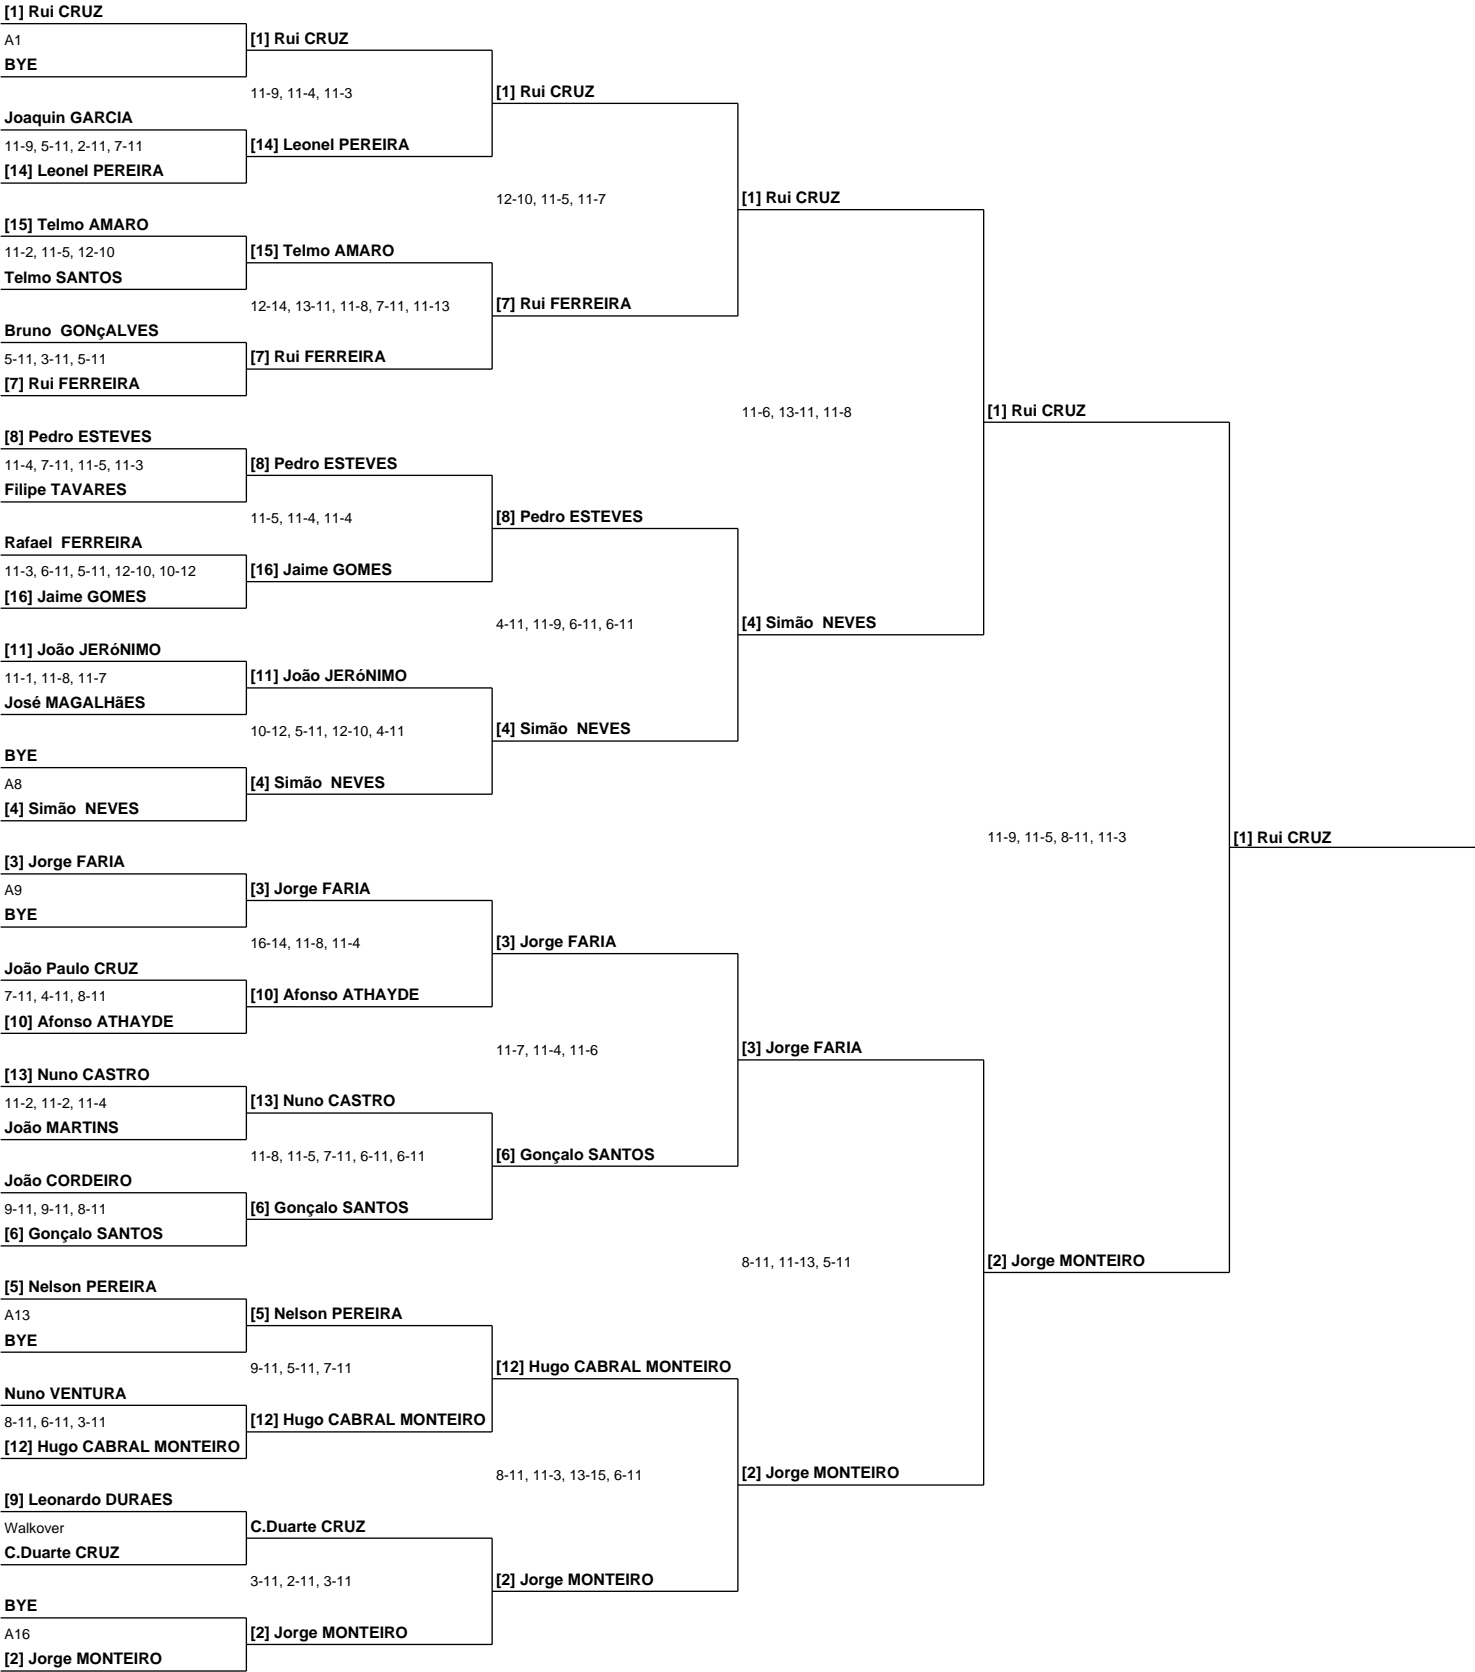 [1] Rui CRUZ
A1
BYE
[1] Rui CRUZ
11-9, 11-4, 11-3
[1] Rui CRUZ
Joaquin GARCIA
11-9, 5-11, 2-11, 7-11
[14] Leonel PEREIRA
[14] Leonel PEREIRA
12-10, 11-5, 11-7
[1] Rui CRUZ
[15] Telmo AMARO
11-2, 11-5, 12-10
Telmo SANTOS
[15] Telmo AMARO
12-14, 13-11, 11-8, 7-11, 11-13
[7] Rui FERREIRA
Bruno  GONçALVES
5-11, 3-11, 5-11
[7] Rui FERREIRA
[7] Rui FERREIRA
11-6, 13-11, 11-8
[1] Rui CRUZ
[8] Pedro ESTEVES
11-4, 7-11, 11-5, 11-3
Filipe TAVARES
[8] Pedro ESTEVES
11-5, 11-4, 11-4
[8] Pedro ESTEVES
Rafael  FERREIRA
11-3, 6-11, 5-11, 12-10, 10-12
[16] Jaime GOMES
[16] Jaime GOMES
4-11, 11-9, 6-11, 6-11
[4] Simão  NEVES
[11] João JERóNIMO
11-1, 11-8, 11-7
José MAGALHãES
[11] João JERóNIMO
10-12, 5-11, 12-10, 4-11
[4] Simão  NEVES
BYE
A8
[4] Simão  NEVES
[4] Simão  NEVES
11-9, 11-5, 8-11, 11-3
[1] Rui CRUZ
[3] Jorge FARIA
A9
BYE
[3] Jorge FARIA
16-14, 11-8, 11-4
[3] Jorge FARIA
João Paulo CRUZ
7-11, 4-11, 8-11
[10] Afonso ATHAYDE
[10] Afonso ATHAYDE
11-7, 11-4, 11-6
[3] Jorge FARIA
[13] Nuno CASTRO
11-2, 11-2, 11-4
João MARTINS
[13] Nuno CASTRO
11-8, 11-5, 7-11, 6-11, 6-11
[6] Gonçalo SANTOS
João CORDEIRO
9-11, 9-11, 8-11
[6] Gonçalo SANTOS
[6] Gonçalo SANTOS
8-11, 11-13, 5-11
[2] Jorge MONTEIRO
[5] Nelson PEREIRA
A13
BYE
[5] Nelson PEREIRA
9-11, 5-11, 7-11
[12] Hugo CABRAL MONTEIRO
Nuno VENTURA
8-11, 6-11, 3-11
[12] Hugo CABRAL MONTEIRO
[12] Hugo CABRAL MONTEIRO
8-11, 11-3, 13-15, 6-11
[2] Jorge MONTEIRO
[9] Leonardo DURAES
Walkover
C.Duarte CRUZ
C.Duarte CRUZ
3-11, 2-11, 3-11
[2] Jorge MONTEIRO
BYE
A16
[2] Jorge MONTEIRO
[2] Jorge MONTEIRO